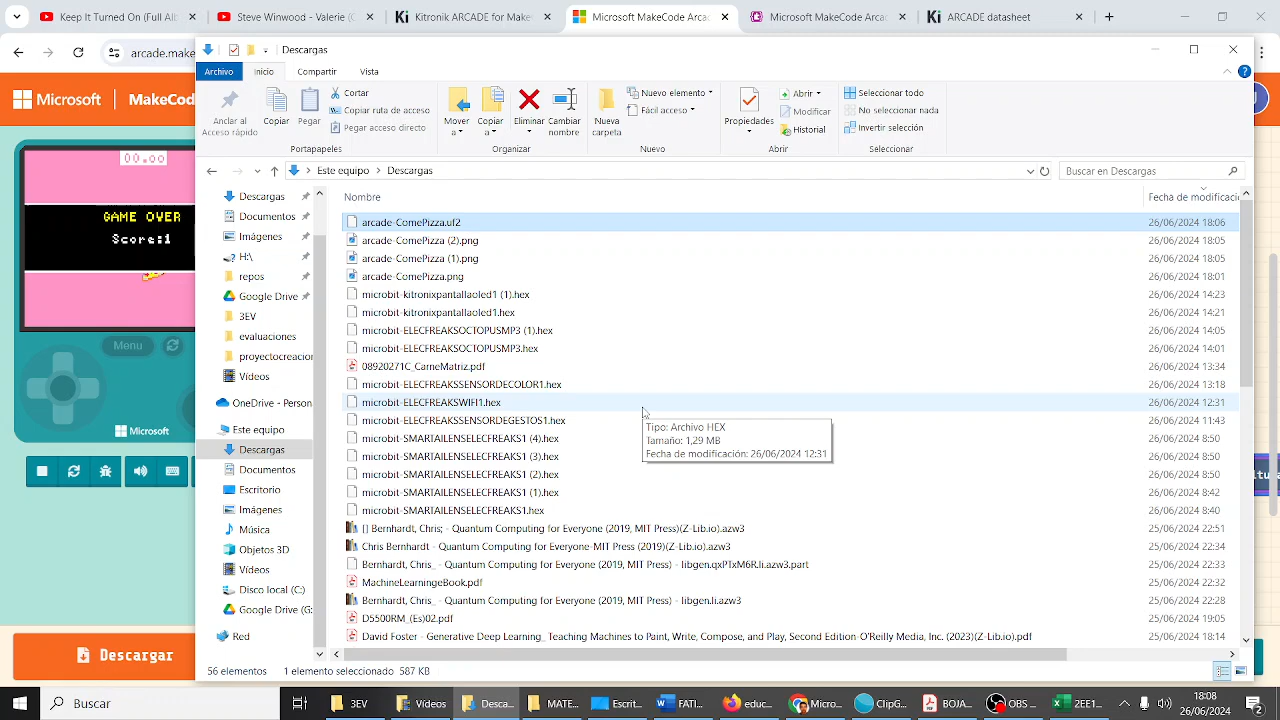 Keep It Turned On (Full Alb
Steve Winwood - Valerie (
Kitronik ARCADE for Make
Microsoft MakeCode Arca
Microsoft MakeCode Arca
ARCADE datasheet
arcade.make
Descargas
Archivo Inicio Compartir Vista
Anclar al Acceso rápido
Copiar
Pegar
Cortar
Copiar ruta de acceso
Pegar acceso directo
Mover a
Copiar a
Eliminar
Cambiar nombre
Nueva carpeta
Nuevo elemento
Fácil acceso
Propiedades
Abrir
Modificar
Historial
Seleccionar todo
No seleccionar nada
Invertir selección
Portapapeles Organizar Nuevo Abrir Seleccionar
Este equipo > Descargas
Buscar en Descargas
Microsoft | MakeCod
00.00
GAME OVER
Score:1
Menu
Microsoft
Descargar
Descargas
Documentos
Imágenes
H:\
repos
Google Drive
3EV
evaluaciones
proyectocreacion
Vídeos
OneDrive - Person
Este equipo
Descargas
Documentos
Escritorio
Imágenes
Música
Objetos 3D
Vídeos
Disco local (C:)
Google Drive (G:
Red
Nombre Fecha de modificaci
arcade-ComePizza.uf2 26/06/2024 18:06
arcade-ComePizza (2).png 26/06/2024 18:05
arcade-ComePizza (1).png 26/06/2024 18:05
arcade-ComePizza.png 26/06/2024 18:01
microbit-kitronixpantallaoled1 (1).hex 26/06/2024 14:23
microbit-kitronixpantallaoled1.hex 26/06/2024 14:21
microbit-ELECFREAKSOCTOPUSMP3 (1).hex 26/06/2024 14:05
microbit-ELECFREAKSOCTOPUSMP3.hex 26/06/2024 14:01
08920271C_CarneMatriz.pdf 26/06/2024 13:34
microbit-ELECFREAKSSENSORDECOLOR1.hex 26/06/2024 13:18
microbit-ELECFREAKSWIFI1.hex 26/06/2024 12:31
microbit-ELECFREAKSSENSORDEGESTOS1.hex 26/06/2024 11:43
microbit-SMARTAILENSELECFREAKS1 (4).hex 26/06/2024 8:50
microbit-SMARTAILENSELECFREAKS1 (3).hex 26/06/2024 8:50
microbit-SMARTAILENSELECFREAKS1 (2).hex 26/06/2024 8:50
microbit-SMARTAILENSELECFREAKS1 (1).hex 26/06/2024 8:42
microbit-SMARTAILENSELECFREAKS1.hex 26/06/2024 8:40
[] Bernhardt, Chris; - Quantum Computing for Everyone (2019, MIT Press)(Z-Lib.io).azw3 25/06/2024 22:51
Chris Bernhardt - Quantum Computing for Everyone-MIT Press (2019)(Z-Lib.io).azw3 25/06/2024 22:34
Bernhardt, Chris_ - Quantum Computing for Everyone (2019, MIT Press) - libgen.qxPTxM6R.li.azw3.part 25/06/2024 22:33
MachineLearningBook.pdf 25/06/2024 22:32
Bernhardt, Chris_ - Quantum Computing for Everyone (2019, MIT Press) - libgen.li.azw3 25/06/2024 22:28
D5500RM_(Es)02.pdf 25/06/2024 19:05
David Foster - Generative Deep Learning_ Teaching Machines to Paint, Write, Compose, and Play, Second Edition-O'Reilly Media, Inc. (2023)(Z-Lib.io).pdf 25/06/2024 18:14
Tipo: Archivo HEX
Tamaño: 1,29 MB
Fecha de modificación: 26/06/2024 12:31
56 elementos 1 elemento seleccionado 587 KB
Buscar
3EV
Vídeos
Desca...
PATE...
Escrit...
FATI...
educ...
Micro...
ClipG...
BOJA...
OBS ...
ZEE1...
18:08
26/06/2024
2